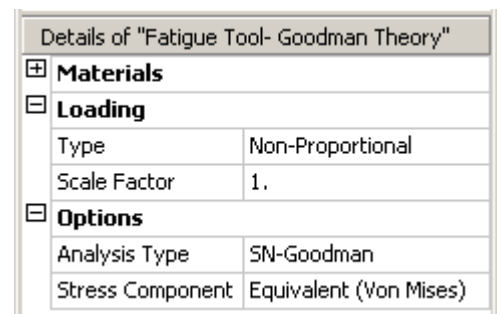 Details of "Fatigue Tool- Goodman Theory"
Materials
Loading
Type Non-Proportional
Scale Factor 1.
Options
Analysis Type SN-Goodman
Stress Component Equivalent (Von Mises)